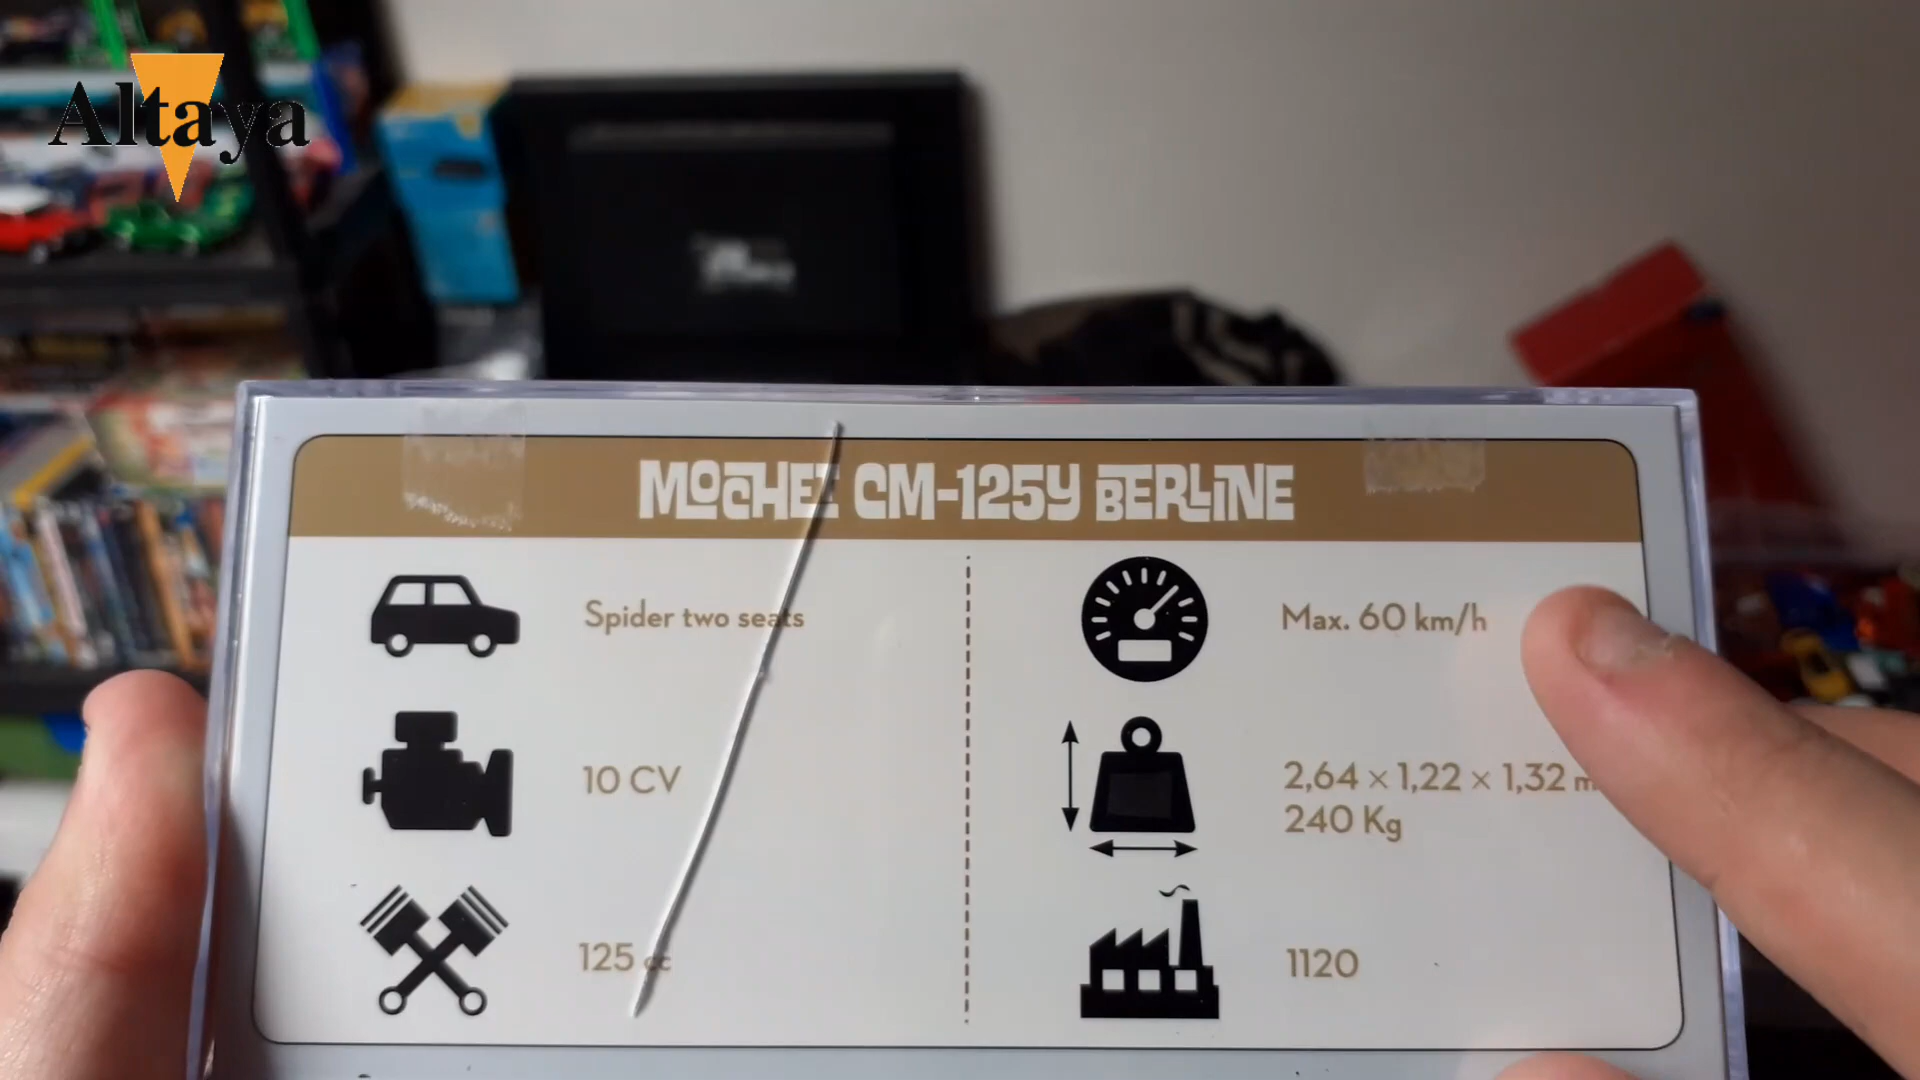 Altaya
MOCHET CM-125Y BERLINE
Spider two seats
Max. 60 km/h
10 CV
2,64 × 1,22 × 1,32 m
240 Kg
125 cc
1120